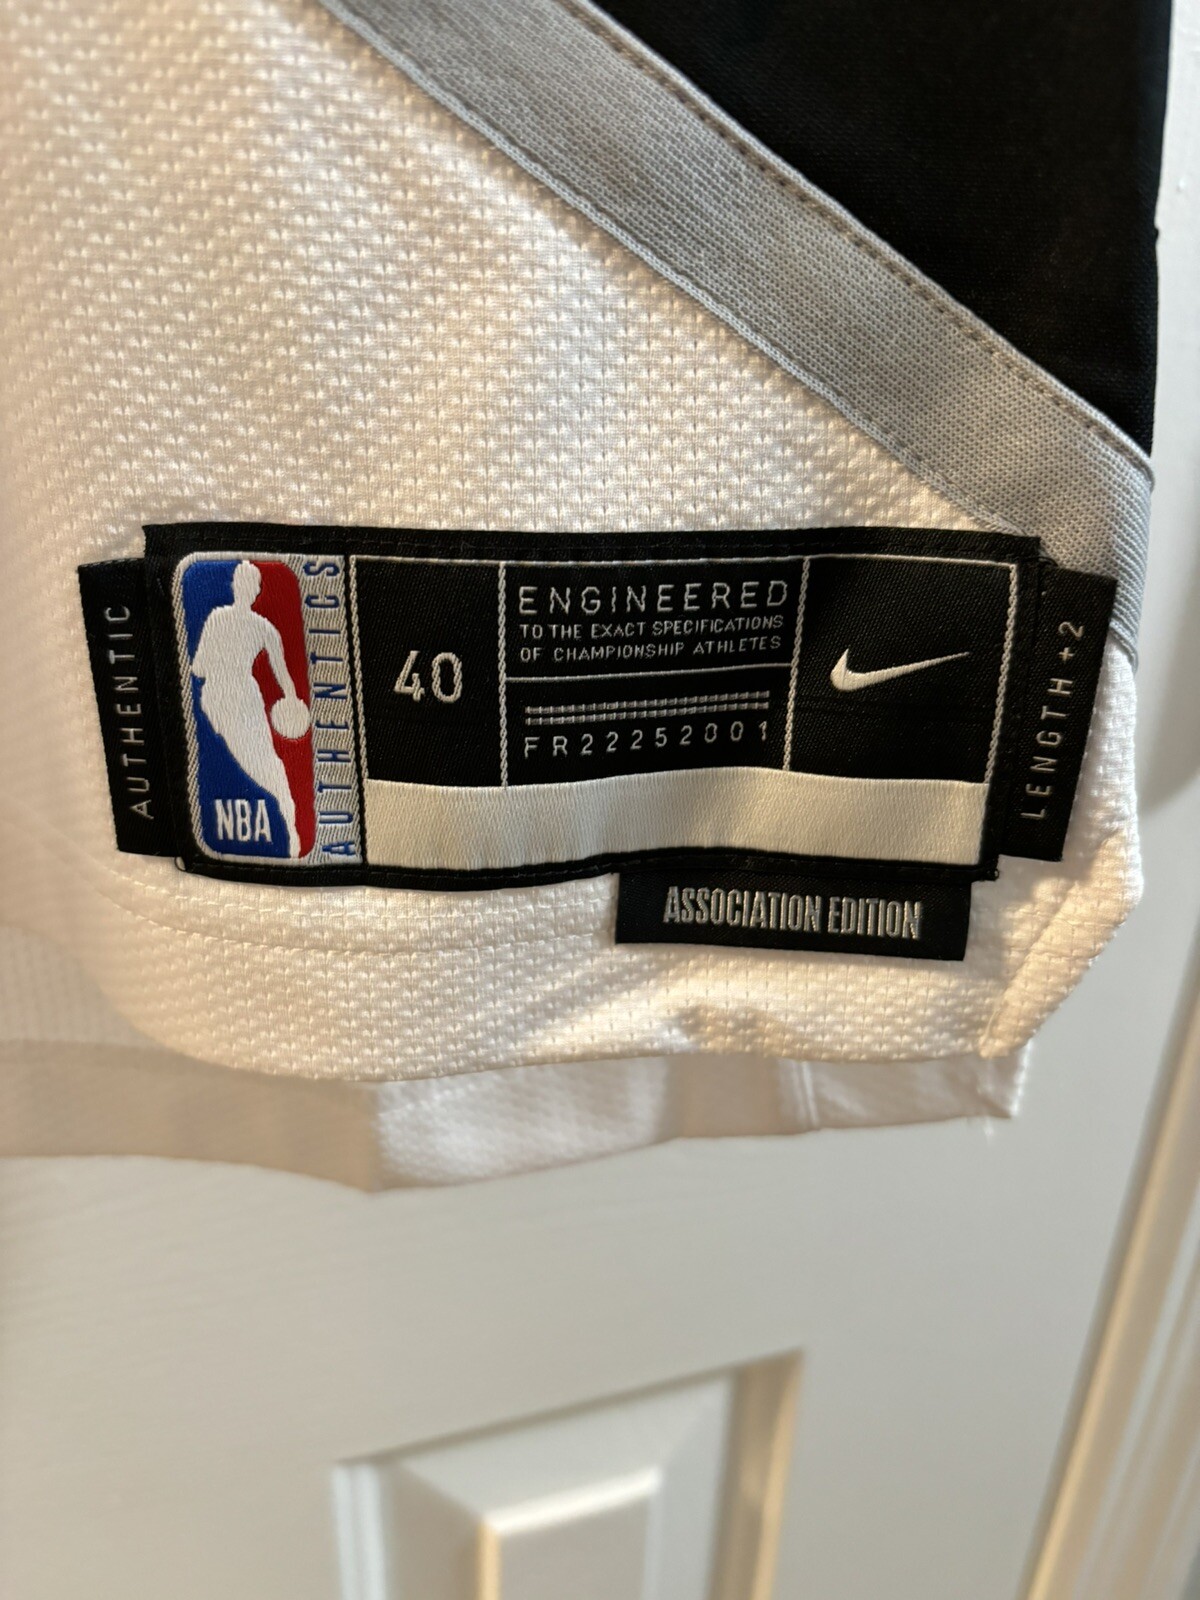 AUTHENTIC
NBA
AUTHENTICS
40
ENGINEERED
TO THE EXACT SPECIFICATIONS
OF CHAMPIONSHIP ATHLETES
FR22252001
LENGTH+2
ASSOCIATION EDITION